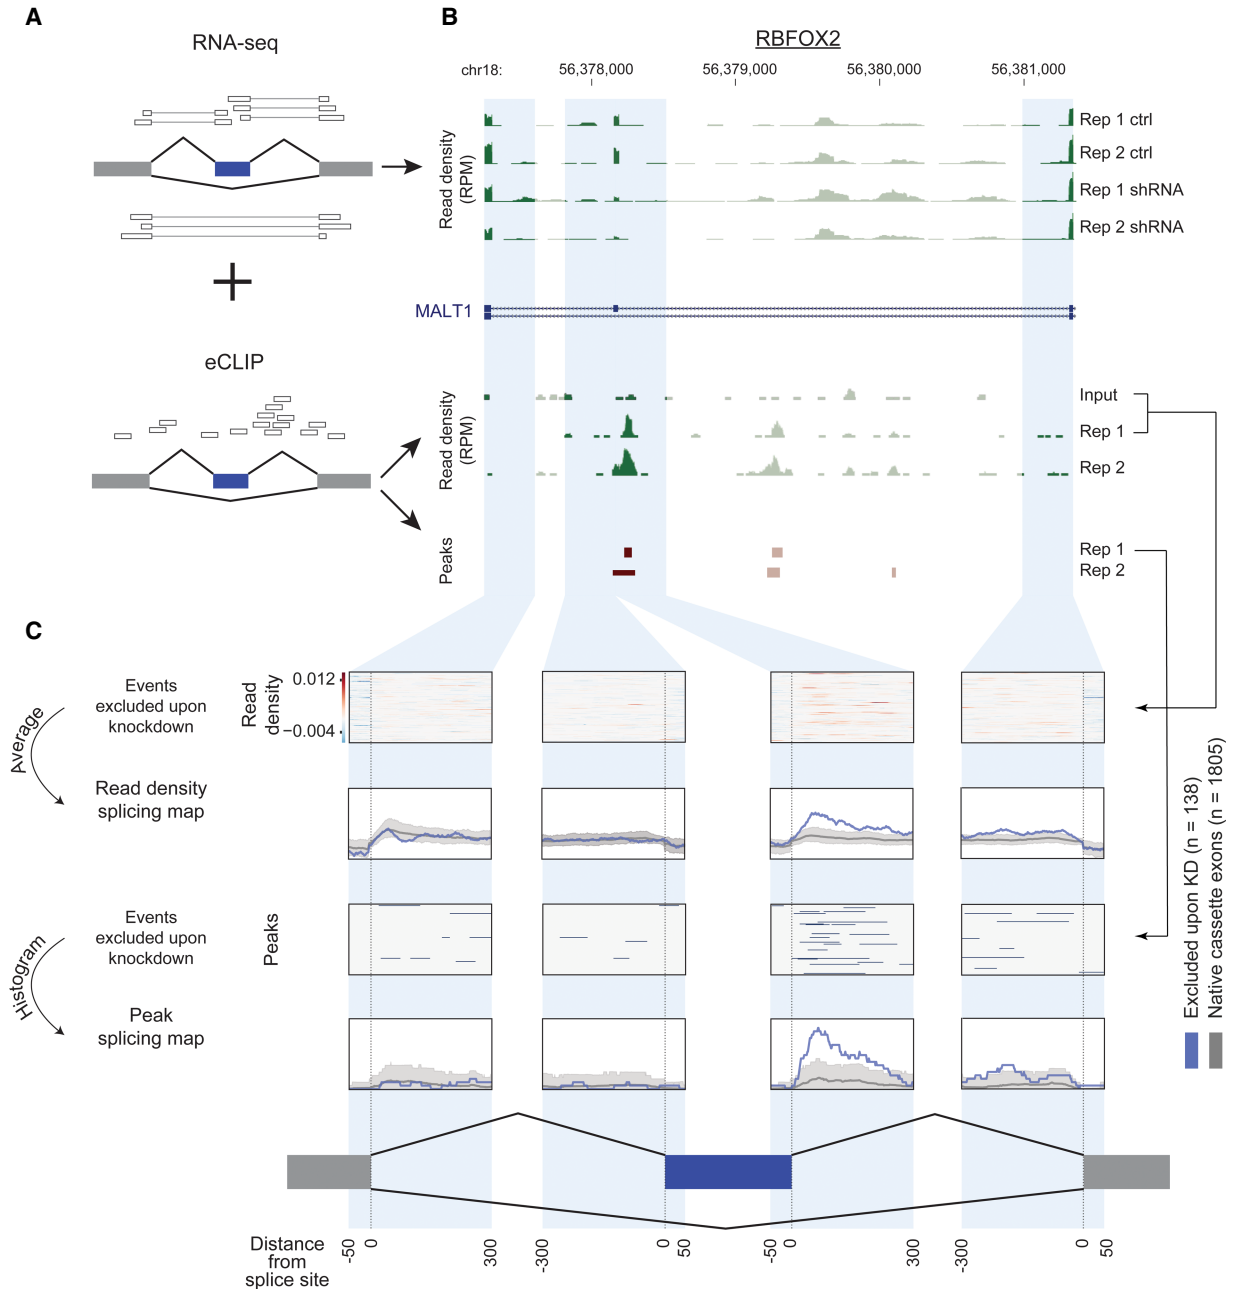 A
RNA-seq
eCLIP
B
RBFOX2
chr18:
56,378,000
56,379,000
56,380,000
56,381,000
Read density
(RPM)
Rep 1 ctrl
Rep 2 ctrl
Rep 1 shRNA
Rep 2 shRNA
MALT1
Read density
(RPM)
Input
Rep 1
Rep 2
Peaks
Rep 1
Rep 2
C
Average
Events
excluded upon
knockdown
Read
density
0.012
−0.004
Read density
splicing map
Histogram
Events
excluded upon
knockdown
Peaks
Peak
splicing map
Excluded upon KD (n = 138)
Native cassette exons (n = 1805)
Distance
from
splice site
-50
0
300
-300
0
50
-50
0
300
-300
0
50